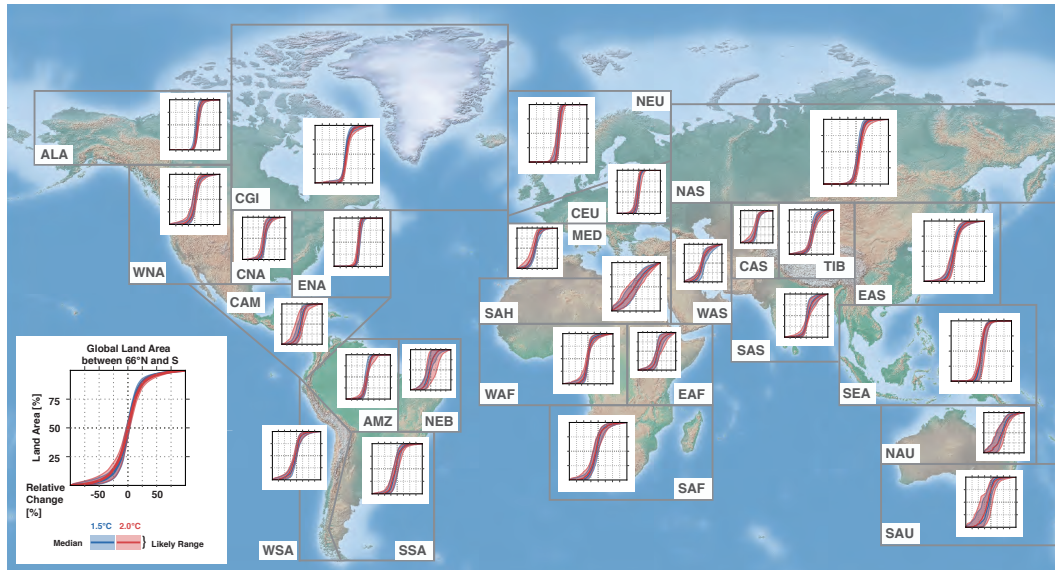 NEU
ALA
CGI
NAS
CEU
MED
WNA
CNA
ENA
CAS
TIB
EAS
CAM
SAH
WAS
SAS
WAF
EAF
SEA
AMZ
NEB
NAU
SAF
SAU
WSA
SSA
Global Land Area
between 66°N and S
Land Area [%]
75
50
25
Relative
Change
[%]
-50 0 50
1.5°C 2.0°C
Median } Likely Range